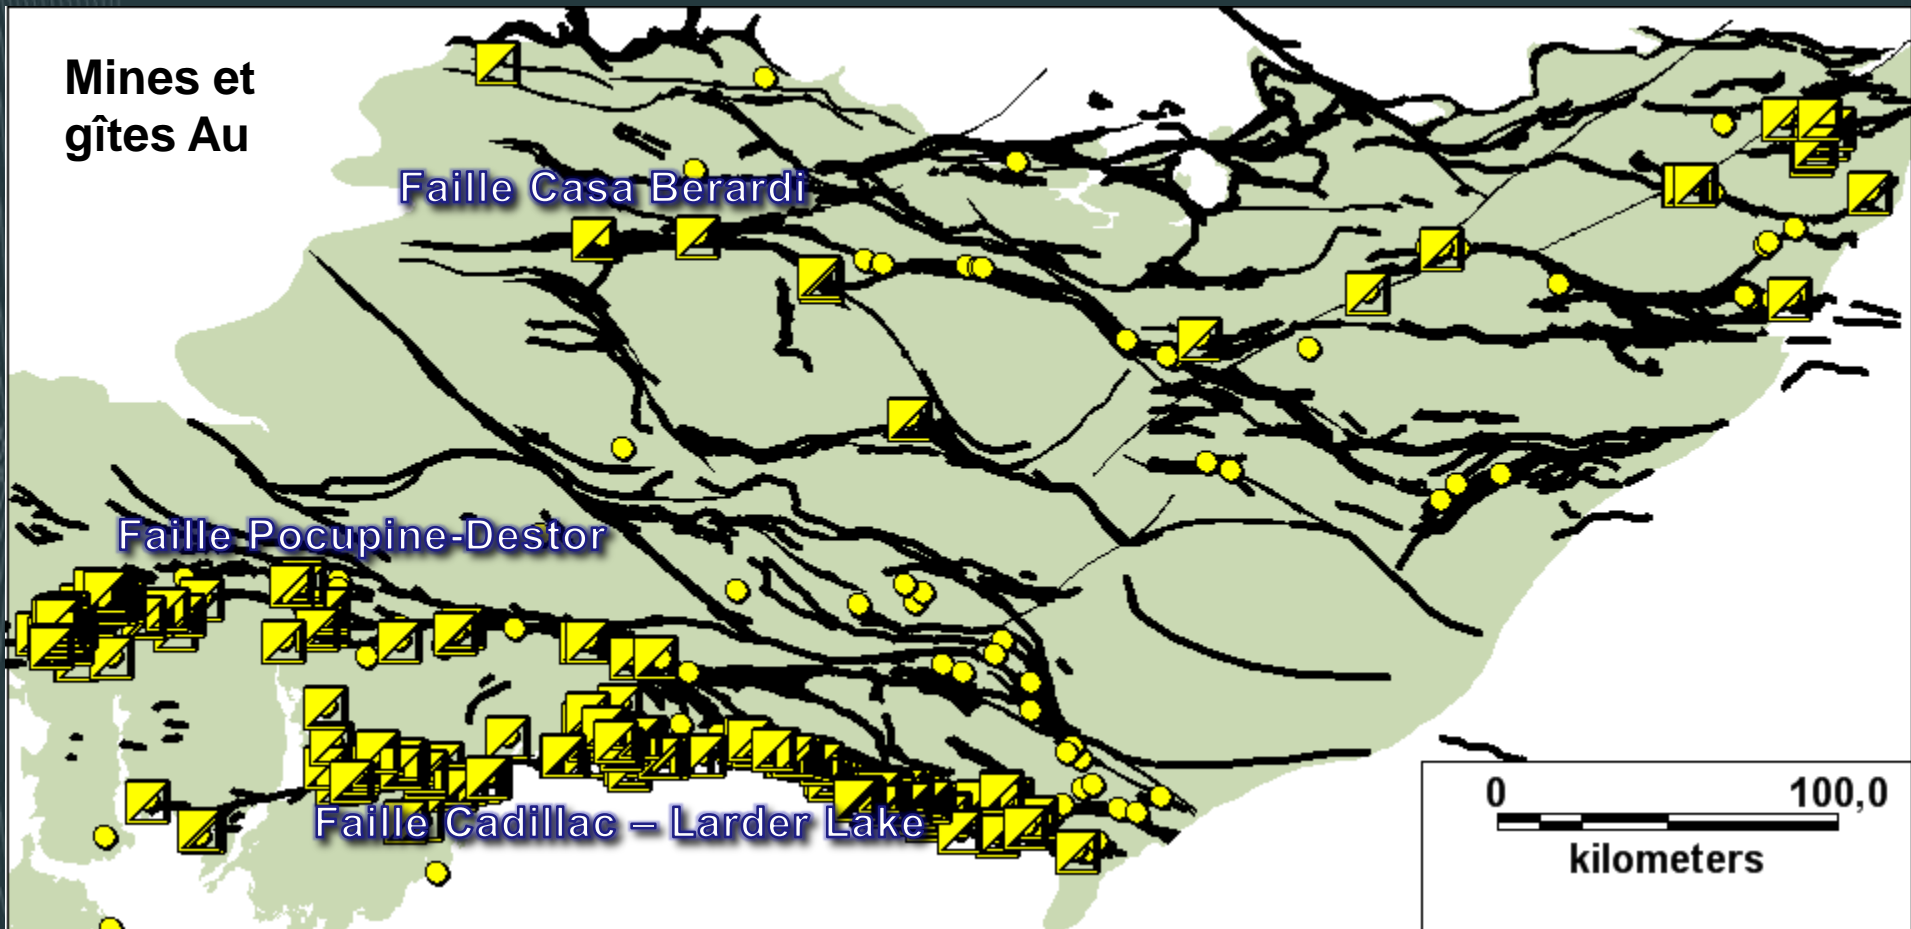 Mines et
gîtes Au
Faille Casa Berardi
Faille Pocupine-Destor
Faille Cadillac – Larder Lake
0 100,0
kilometers